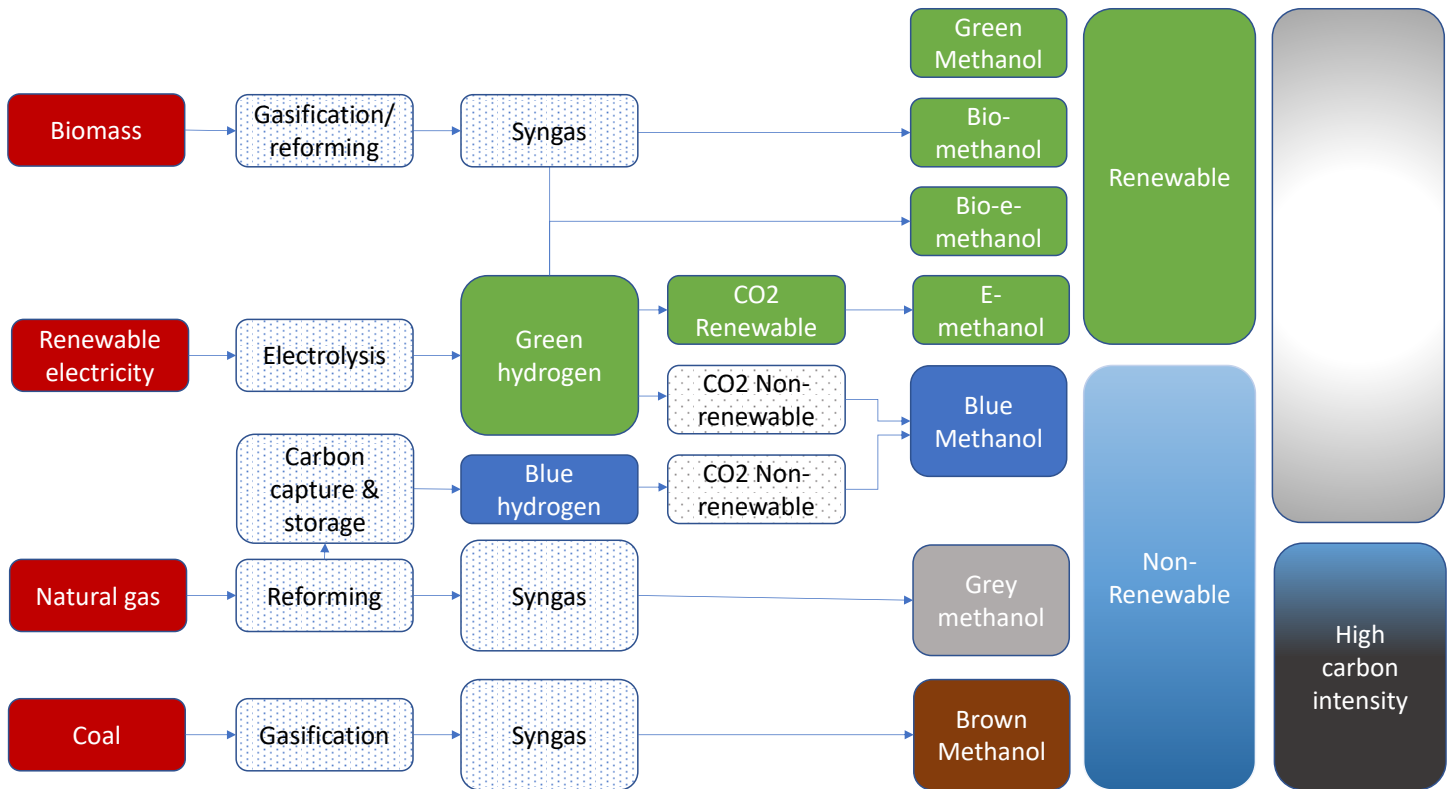 Green
Methanol
Biomass
Gasification/
reforming
Syngas
Bio-
methanol
Renewable
Bio-e-
methanol
Renewable
electricity
Electrolysis
Green
hydrogen
CO2
Renewable
E-
methanol
CO2 Non-
renewable
Blue
Methanol
Carbon
capture &
storage
Blue
hydrogen
CO2 Non-
renewable
Natural gas
Reforming
Syngas
Grey
methanol
Non-
Renewable
High
carbon
intensity
Coal
Gasification
Syngas
Brown
Methanol